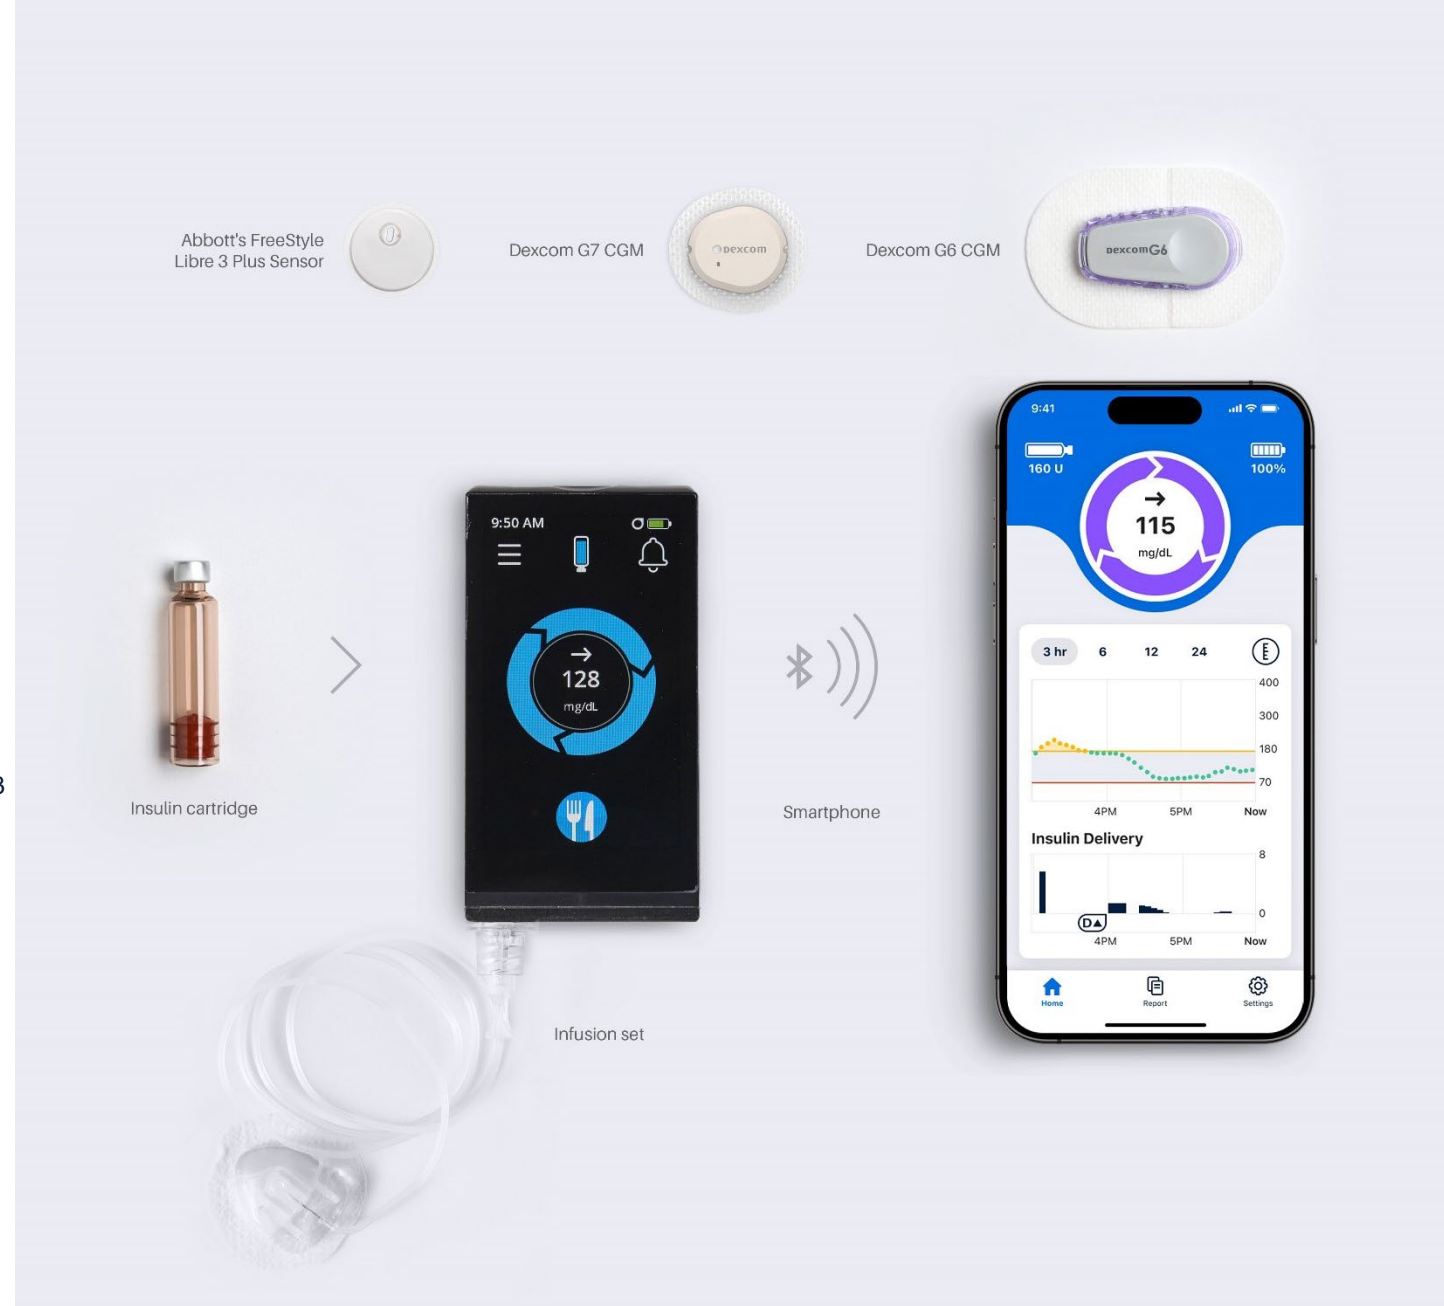 Abbott's FreeStyle
Libre 3 Plus Sensor
Dexcom G7 CGM
Dexcom
Dexcom G6 CGM
Dexcom G6
9:41
160 U
100%
115
mg/dL
3 hr 6 12 24
400
300
180
70
4PM 5PM Now
Insulin Delivery
8
0
D
4PM 5PM Now
Home Report Settings
9:50 AM
128
mg/dL
Insulin cartridge
Smartphone
Infusion set